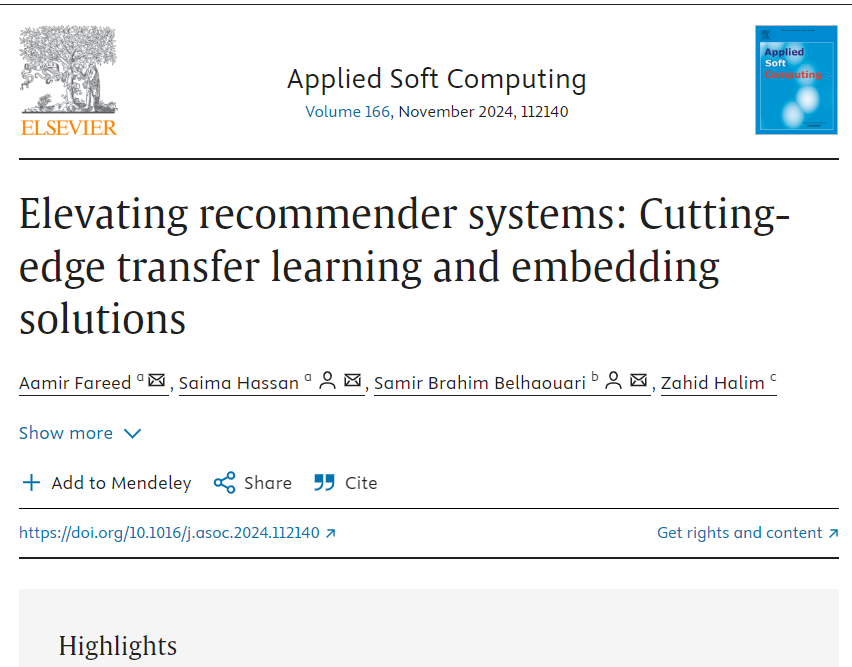 ELSEVIER
Applied Soft Computing
Volume 166, November 2024, 112140
Applied
Soft
Computing
Elevating recommender systems: Cutting-
edge transfer learning and embedding
solutions
Aamir Fareed a, Saima Hassan a, Samir Brahim Belhaouari b, Zahid Halim c
Show more
Add to Mendeley Share Cite
https://doi.org/10.1016/j.asoc.2024.112140 Get rights and content
Highlights